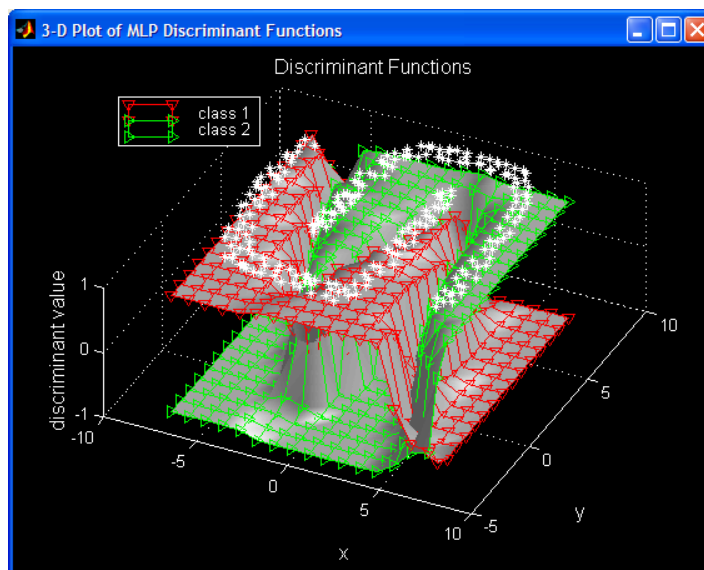 3-D Plot of MLP Discriminant Functions
Discriminant Functions
class 1
class 2
discriminant value
1
0
-1
-10
-5
0
5
10
x
-5
0
5
10
y